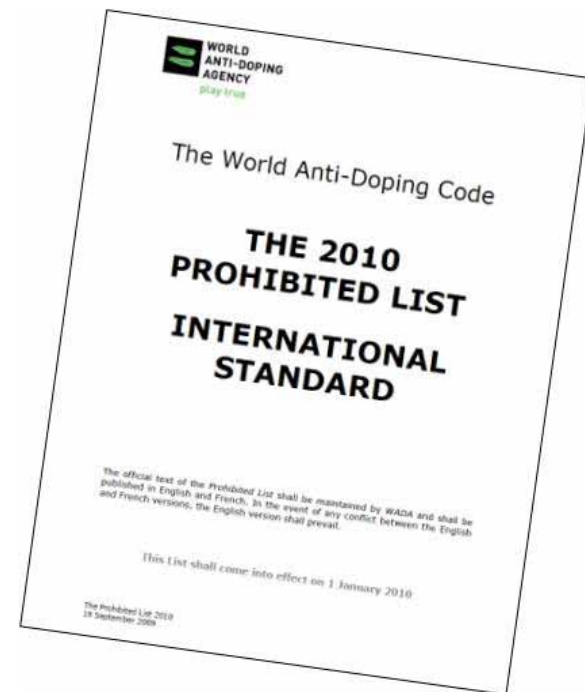 WORLD
ANTI-DOPING
AGENCY
play true
The World Anti-Doping Code
THE 2010
PROHIBITED LIST
INTERNATIONAL
STANDARD
The official text of the Prohibited List shall be maintained by WADA and shall be
published in English and French. In the event of any conflict between the English
and French versions, the English version shall prevail.
This List shall come into effect on 1 January 2010
The Prohibited List 2010
19 September 2009